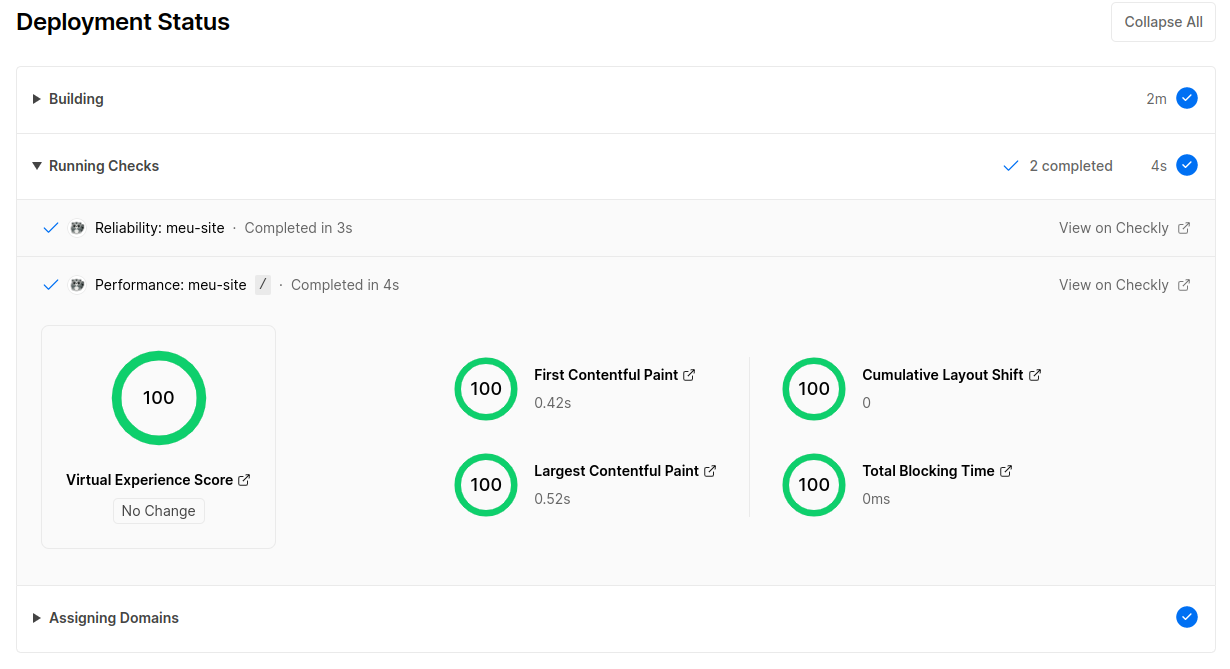 Deployment Status
Collapse All
Building
2m
Running Checks
2 completed
4s
Reliability: meu-site · Completed in 3s
View on Checkly
Performance: meu-site / · Completed in 4s
View on Checkly
100
Virtual Experience Score
No Change
100
First Contentful Paint
0.42s
100
Cumulative Layout Shift
0
100
Largest Contentful Paint
0.52s
100
Total Blocking Time
0ms
Assigning Domains